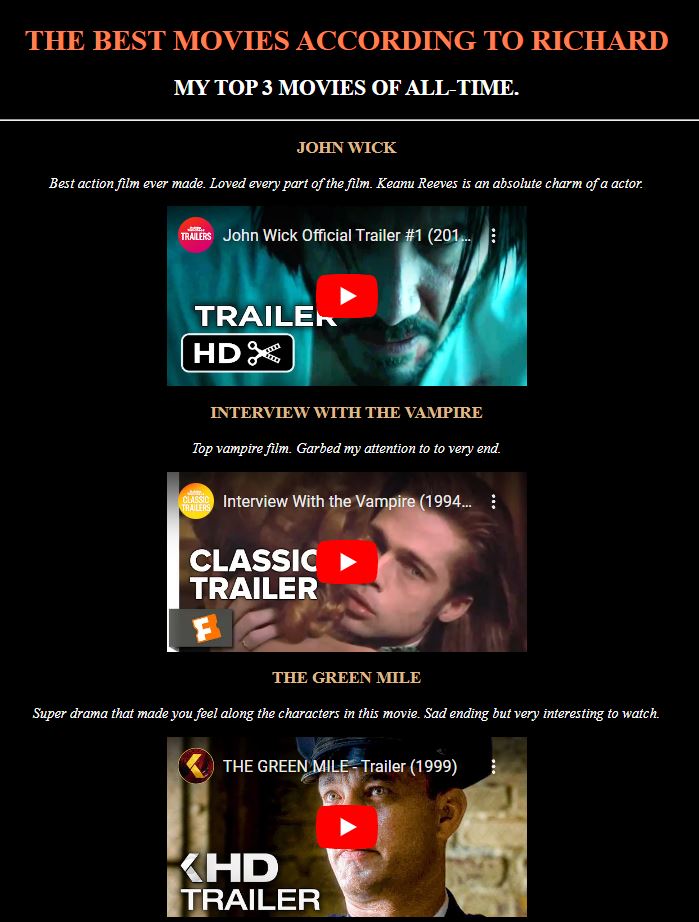 THE BEST MOVIES ACCORDING TO RICHARD
MY TOP 3 MOVIES OF ALL-TIME.
JOHN WICK
Best action film ever made. Loved every part of the film. Keanu Reeves is an absolute charm of a actor.
TRAILERS
John Wick Official Trailer #1 (201...
TRAILER
HD
INTERVIEW WITH THE VAMPIRE
Top vampire film. Garbed my attention to to very end.
CLASSIC
TRAILERS
Interview With the Vampire (1994...
CLASSIC
TRAILER
THE GREEN MILE
Super drama that made you feel along the characters in this movie. Sad ending but very interesting to watch.
THE GREEN MILE - Trailer (1999)
HD
TRAILER